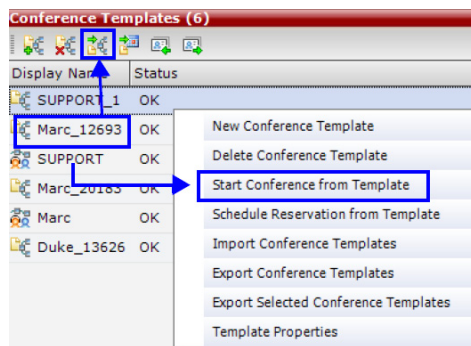 Conference Templates (6)
Display Name Status
SUPPORT_1 OK
Marc_12693 OK
SUPPORT OK
Marc_20183 OK
Marc OK
Duke_13626 OK
New Conference Template
Delete Conference Template
Start Conference from Template
Schedule Reservation from Template
Import Conference Templates
Export Conference Templates
Export Selected Conference Templates
Template Properties